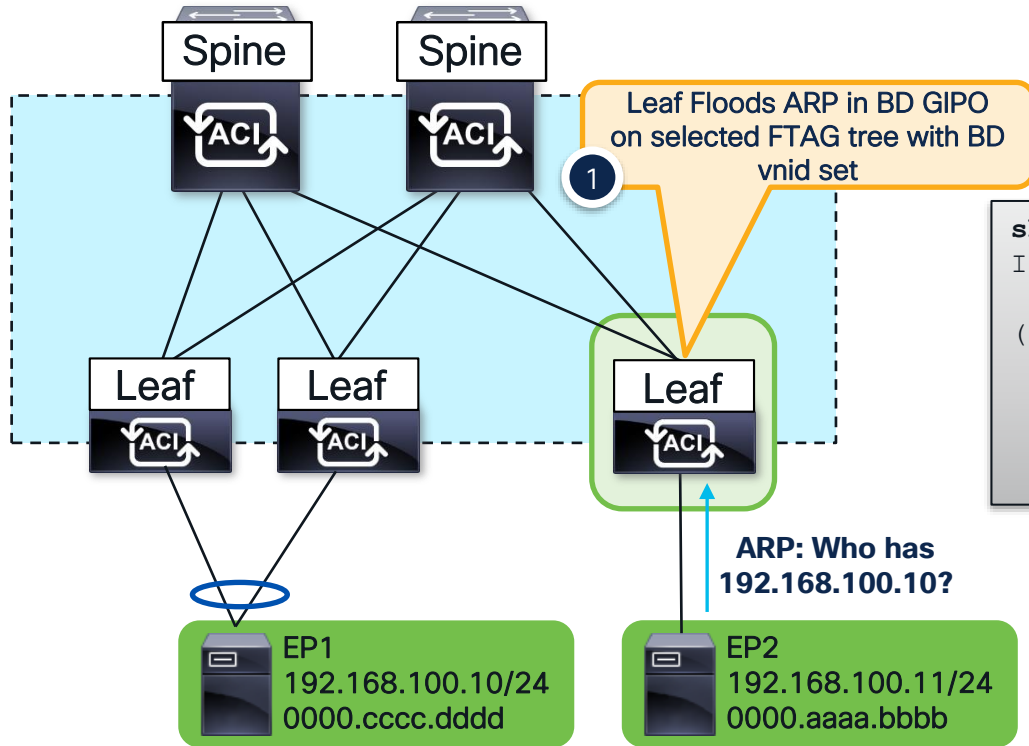 Spine
Spine
ACI
ACI
Leaf Floods ARP in BD GIPO
on selected FTAG tree with BD
vnid set
1
Leaf
Leaf
Leaf
ACI
ACI
ACI
(
ARP: Who has
192.168.100.10?
EP1
192.168.100.10/24
0000.cccc.dddd
EP2
192.168.100.11/24
0000.aaaa.bbbb